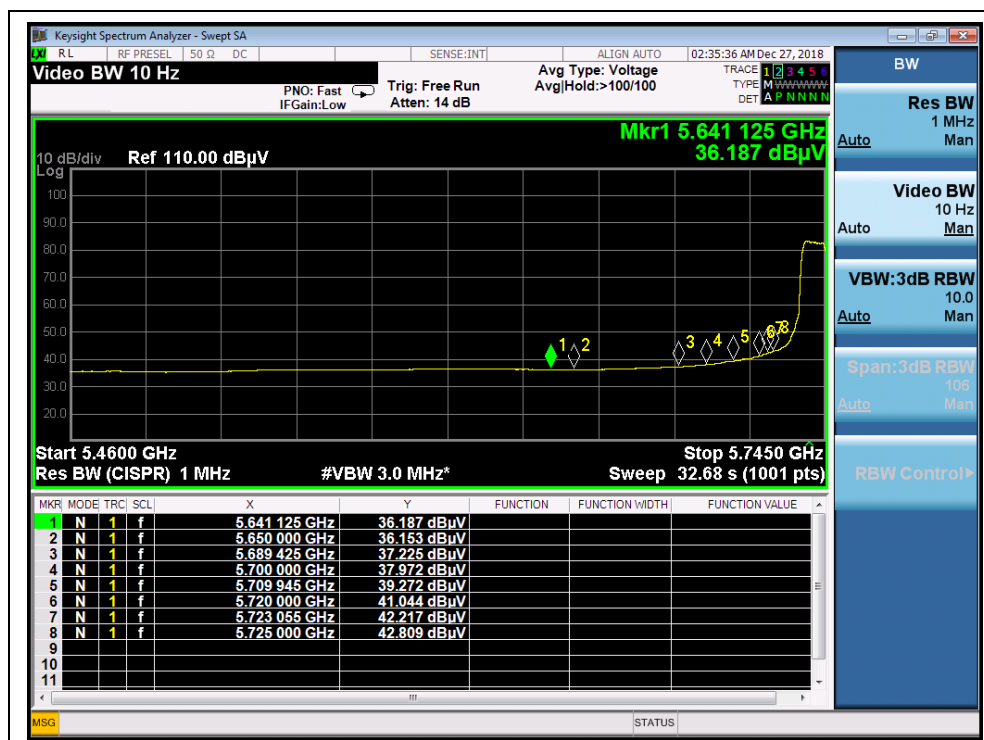 Keysight Spectrum Analyzer - Swept SA
LXI RL RF PRESEL 50 Ω DC SENSE:INT ALIGN AUTO 02:35:36 AM Dec 27, 2018
Video BW 10 Hz
PNO: Fast
IFGain:Low
Trig: Free Run
Atten: 14 dB
Avg Type: Voltage
Avg|Hold:>100/100
TRACE 1 2 3 4 5 6
TYPE M W W W W W
DET A P N N N N
Mkr1 5.641 125 GHz
36.187 dBµV
10 dB/div Ref 110.00 dBµV
Log
100
90.0
80.0
70.0
60.0
50.0
40.0
30.0
20.0
1 2 3 4 5 6 7 8
Start 5.4600 GHz Stop 5.7450 GHz
Res BW (CISPR) 1 MHz #VBW 3.0 MHz* Sweep 32.68 s (1001 pts)
MKR MODE TRC SCL X Y FUNCTION FUNCTION WIDTH FUNCTION VALUE
1 N 1 f 5.641 125 GHz 36.187 dBµV
2 N 1 f 5.650 000 GHz 36.153 dBµV
3 N 1 f 5.689 425 GHz 37.225 dBµV
4 N 1 f 5.700 000 GHz 37.972 dBµV
5 N 1 f 5.709 945 GHz 39.272 dBµV
6 N 1 f 5.720 000 GHz 41.044 dBµV
7 N 1 f 5.723 055 GHz 42.217 dBµV
8 N 1 f 5.725 000 GHz 42.809 dBµV
9
10
11
MSG STATUS
BW
Res BW
1 MHz
Auto Man
Video BW
10 Hz
Auto Man
VBW:3dB RBW
10.0
Auto Man
Span:3dB RBW
106
Auto Man
RBW Control